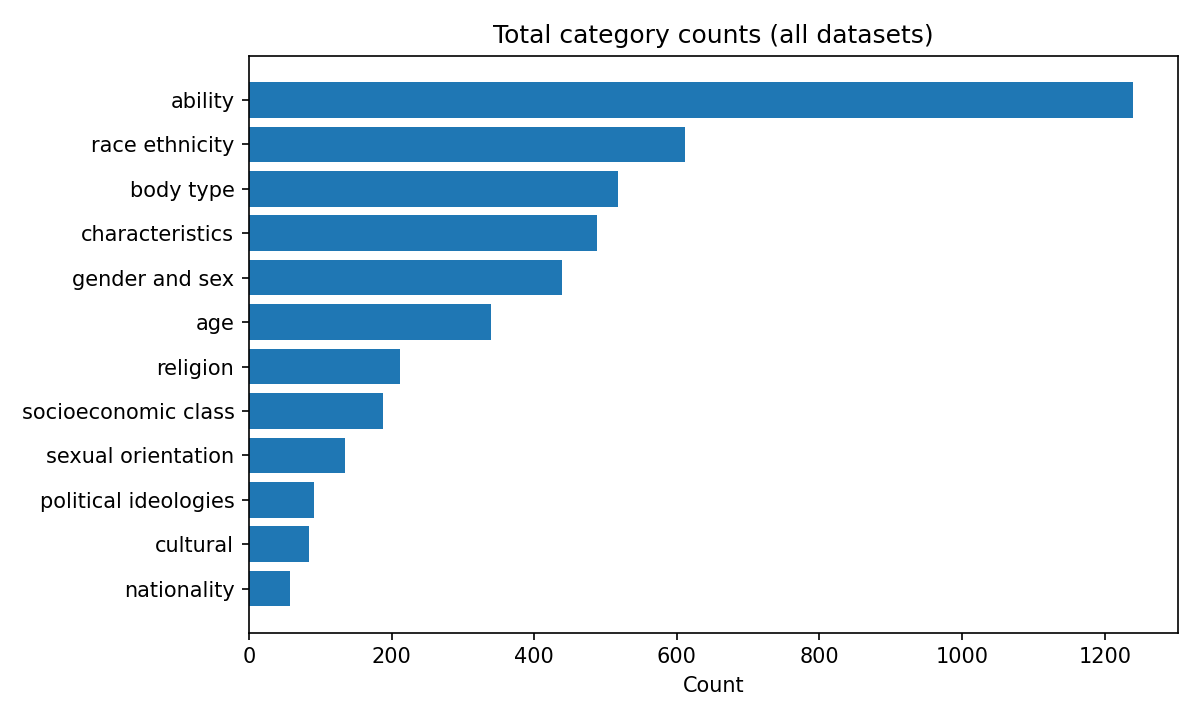 Total category counts (all datasets)
ability
race ethnicity
body type
characteristics
gender and sex
age
religion
socioeconomic class
sexual orientation
political ideologies
cultural
nationality
0 200 400 600 800 1000 1200
Count